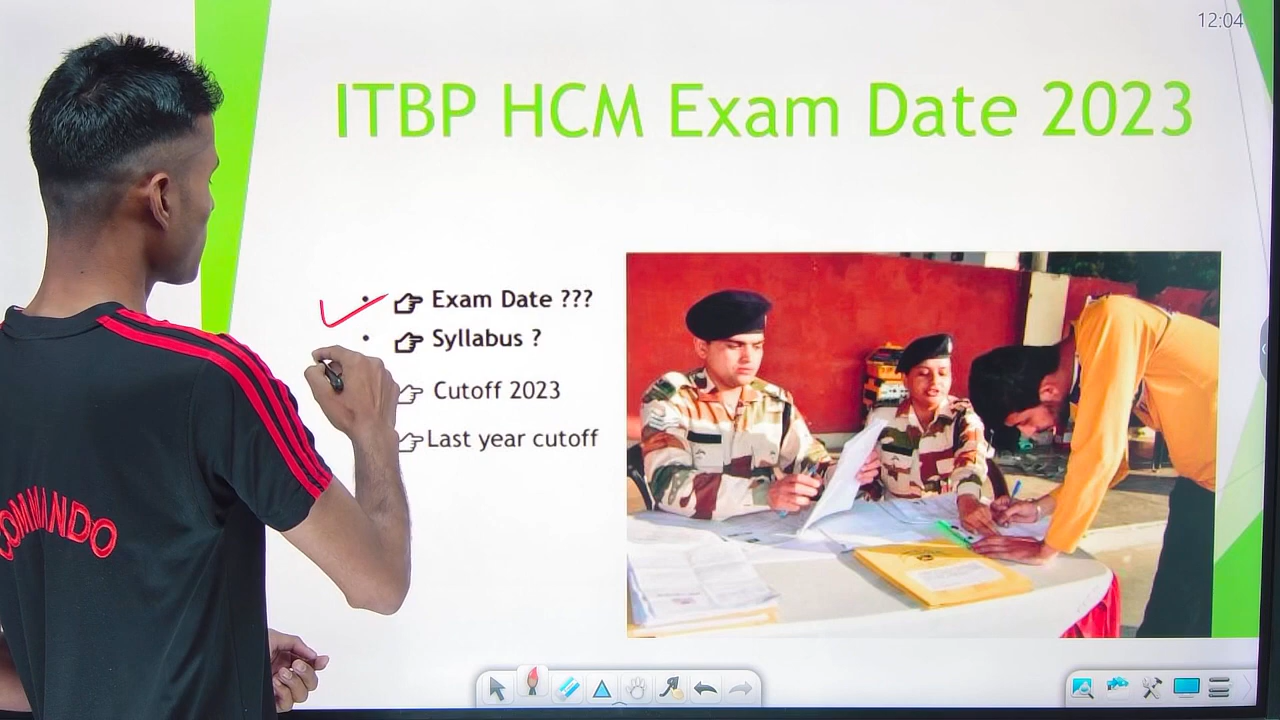 12:04
ITBP HCM Exam Date 2023
• Exam Date ???
• Syllabus ?
Cutoff 2023
Last year cutoff
COMMANDO